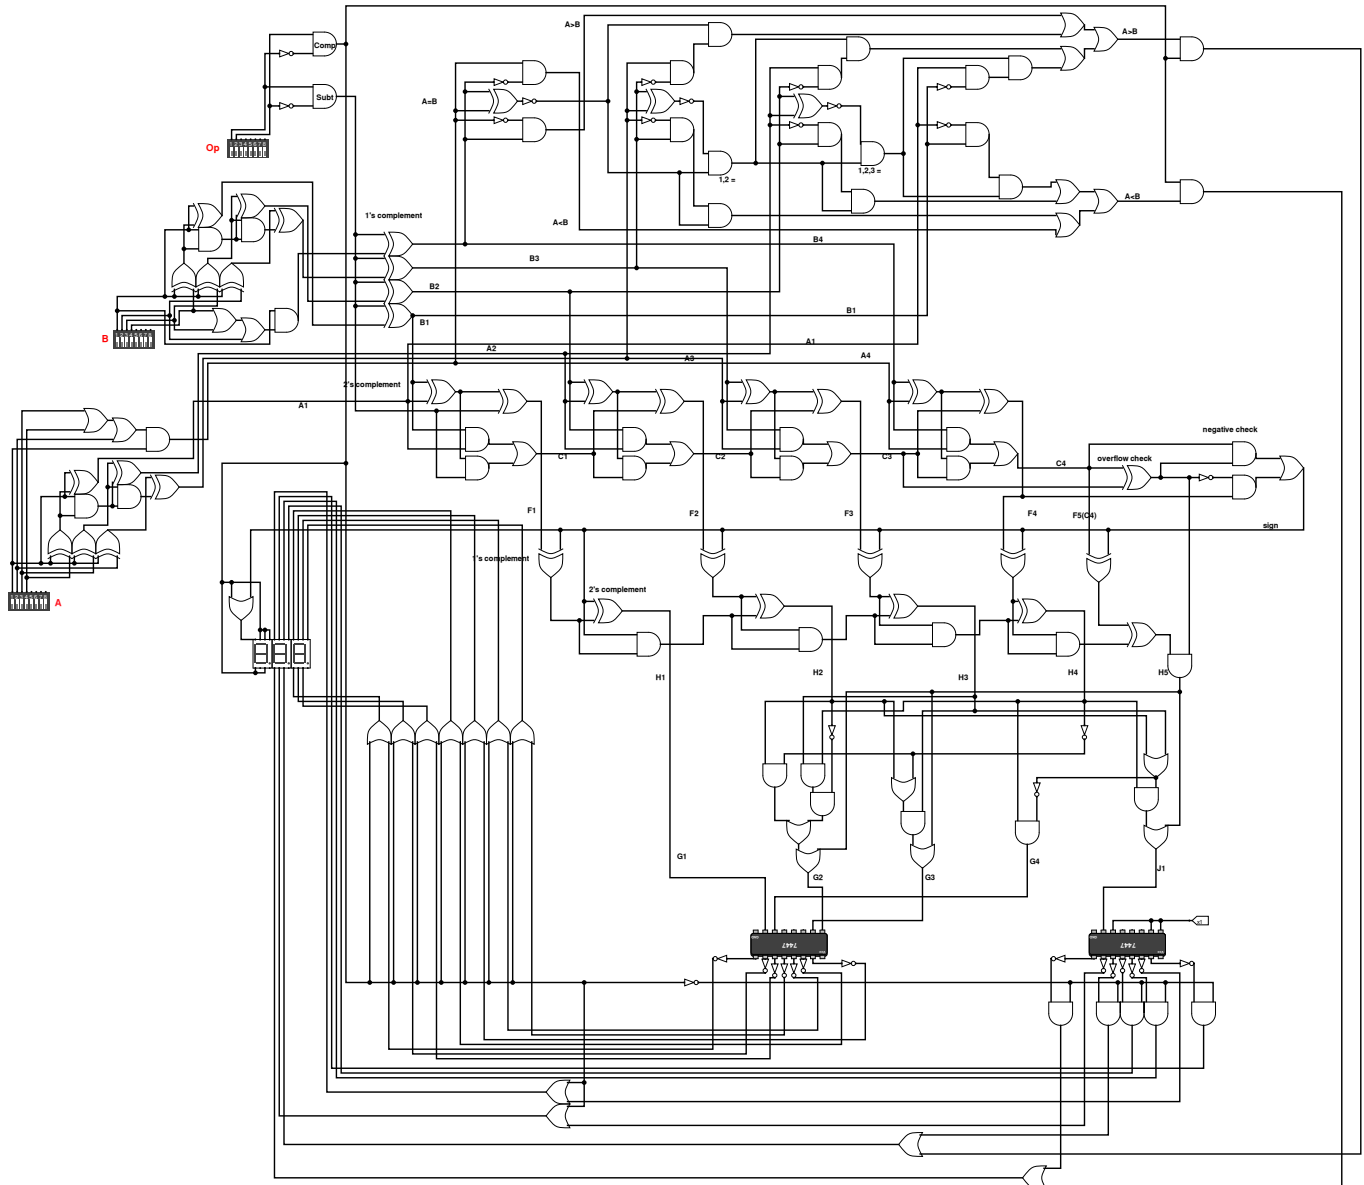 Comp
A>B
A>B
Subt
A=B
Op
1,2 =
1,2,3 =
A<B
1's complement
A<B
B4
B3
B2
B1
B1
B
A1
A2
A3
A4
2's complement
A1
negative check
C1
C2
C3
C4
overflow check
F1
F2
F3
F4
F5(C4)
sign
1's complement
2's complement
A
H1
H2
H3
H4
H5
G1
G2
G3
G4
J1
7447
7447